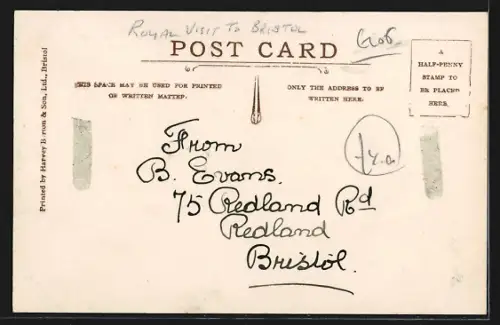 ROYAL VISIT TO BRISTOL
POST CARD
THIS SPACE MAY BE USED FOR PRINTED
OR WRITTEN MATTER.
ONLY THE ADDRESS TO BE
WRITTEN HERE.
A
HALF-PENNY
STAMP TO
BE PLACED
HERE.
Printed by Harvey Barton & Son, Ltd., Bristol
From
B. Evans.
75 Redland Rd
Redland
Bristol.